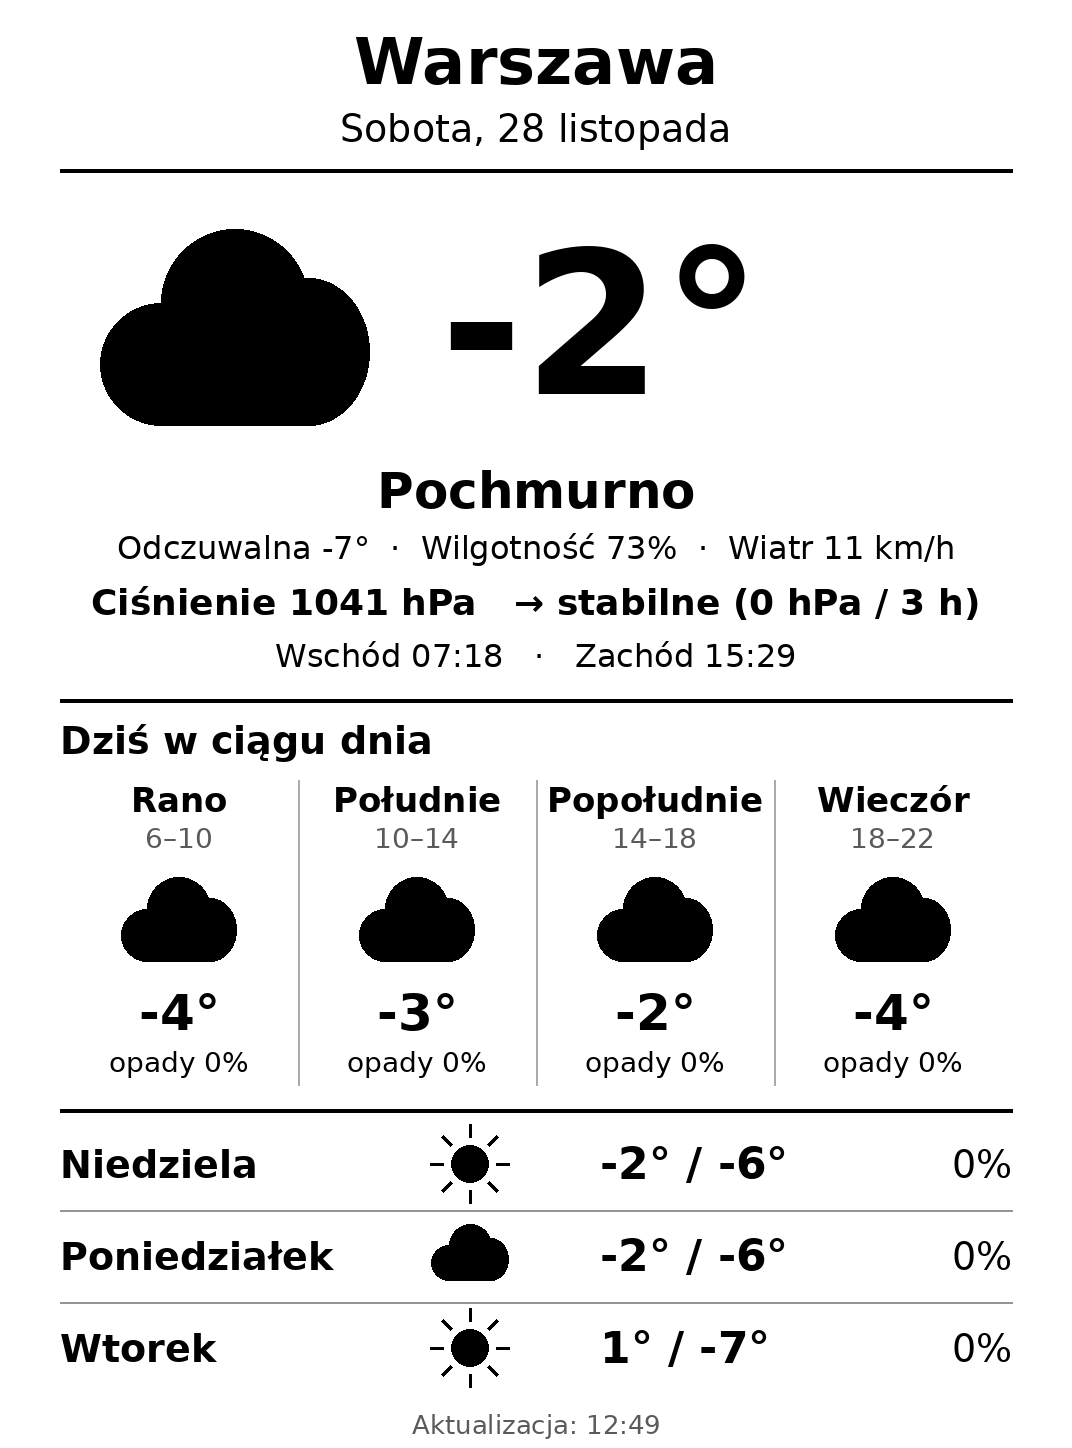 Warszawa
Sobota, 28 listopada
-2°
Pochmurno
Odczuwalna -7° · Wilgotność 73% · Wiatr 11 km/h
Ciśnienie 1041 hPa → stabilne (0 hPa / 3 h)
Wschód 07:18 · Zachód 15:29
Dziś w ciągu dnia
Rano Południe Popołudnie Wieczór
6–10 10–14 14–18 18–22
-4° -3° -2° -4°
opady 0% opady 0% opady 0% opady 0%
Niedziela -2° / -6° 0%
Poniedziałek -2° / -6° 0%
Wtorek 1° / -7° 0%
Aktualizacja: 12:49